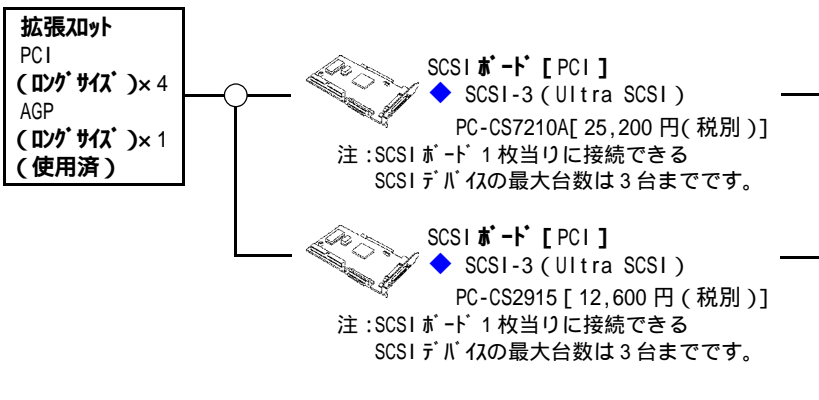 拡張ｽﾛｯﾄ
PCI
(ﾛﾝｸﾞｻｲｽﾞ)×4
AGP
(ﾛﾝｸﾞｻｲｽﾞ)×1
(使用済)
SCSIﾎﾞｰﾄﾞ[PCI]
◆ SCSI-3(Ultra SCSI)
PC-CS7210A[25,200円(税別)]
注:SCSIﾎﾞｰﾄﾞ1枚当りに接続できる
SCSIﾃﾞﾊﾞｲｽの最大台数は3台までです。
SCSIﾎﾞｰﾄﾞ[PCI]
◆ SCSI-3(Ultra SCSI)
PC-CS2915[12,600円(税別)]
注:SCSIﾎﾞｰﾄﾞ1枚当りに接続できる
SCSIﾃﾞﾊﾞｲｽの最大台数は3台までです。